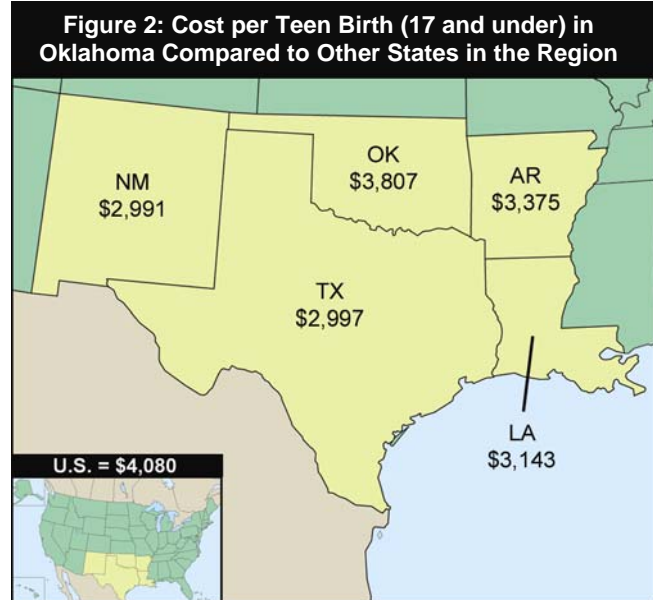 Figure 2: Cost per Teen Birth (17 and under) in
Oklahoma Compared to Other States in the Region
NM
$2,991
OK
$3,807
AR
$3,375
TX
$2,997
LA
$3,143
U.S. = $4,080